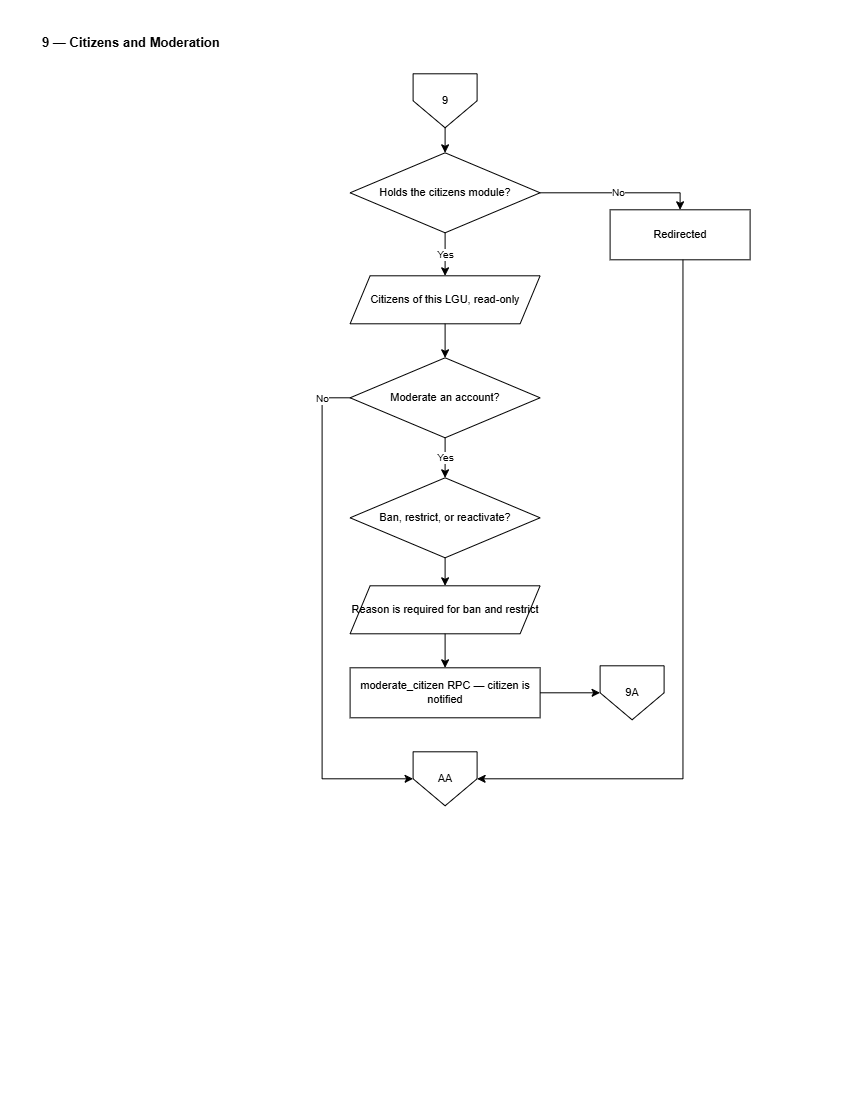 9 — Citizens and Moderation
9
Holds the citizens module?
No
Redirected
Yes
Citizens of this LGU, read-only
Moderate an account?
No
Yes
Ban, restrict, or reactivate?
Reason is required for ban and restrict
moderate_citizen RPC — citizen is
notified
9A
AA